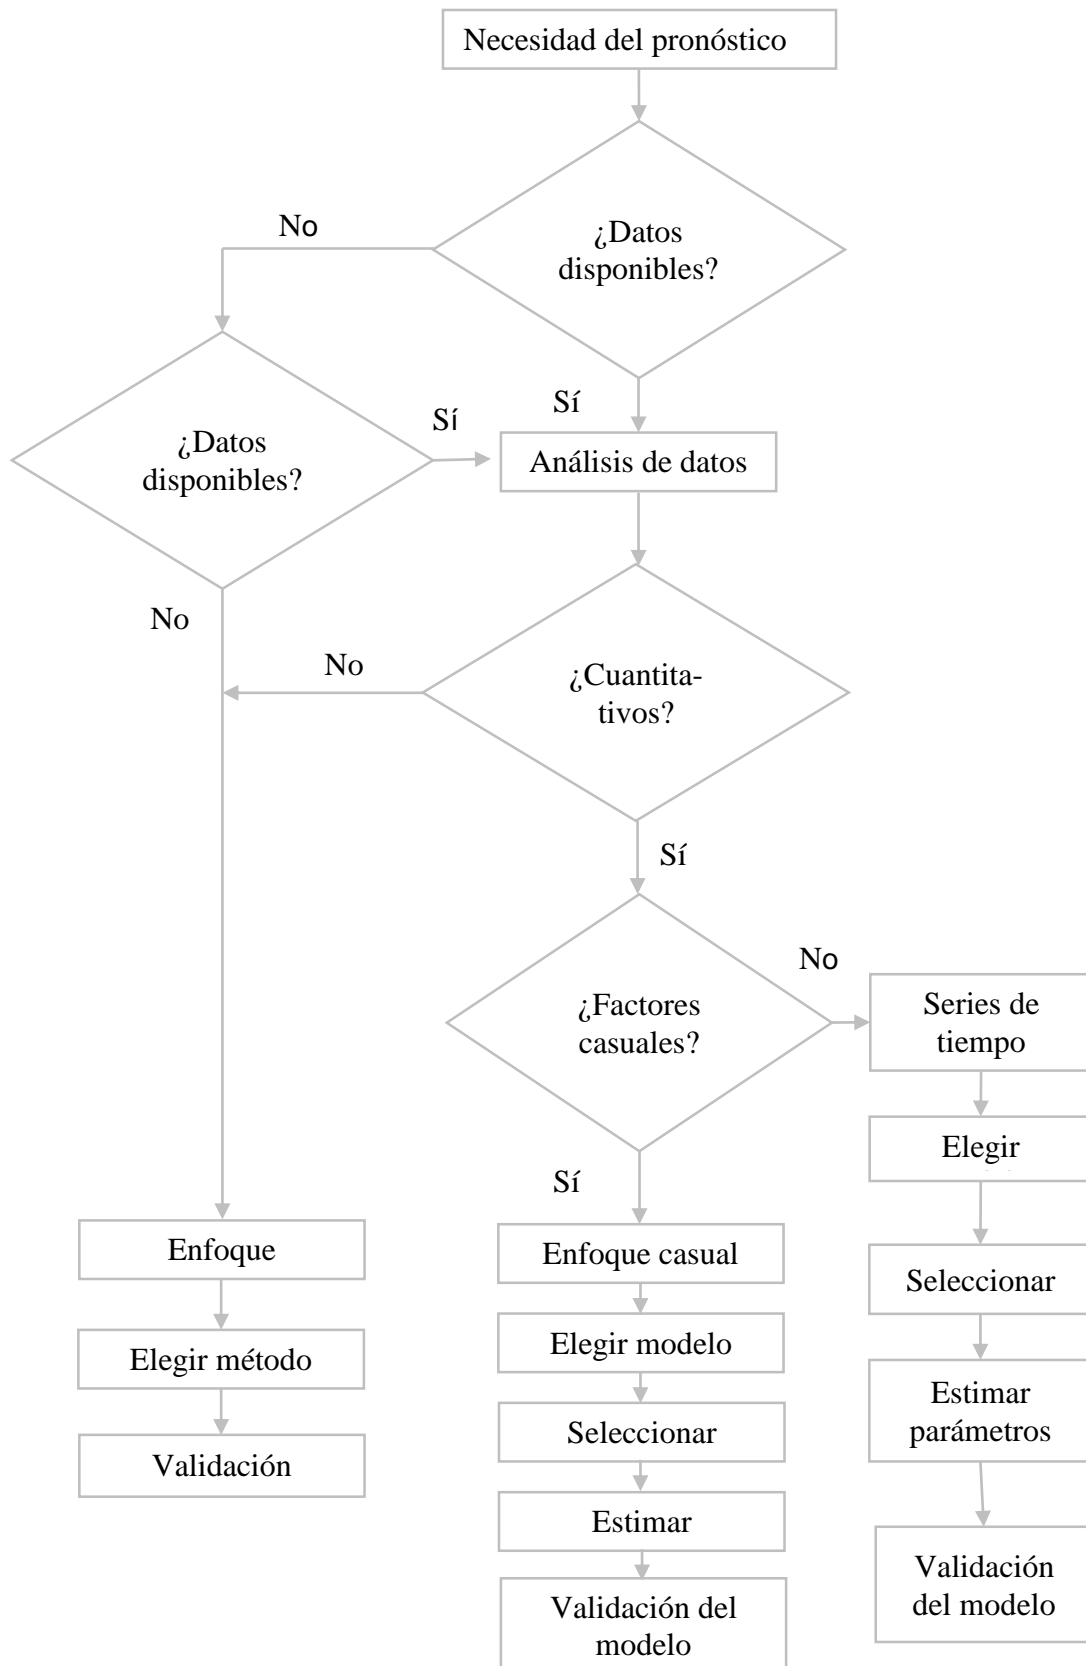 Necesidad del pronóstico
No
¿Datos
disponibles?
Sí
Sí
¿Datos
disponibles?
Análisis de datos
No
No
¿Cuantita-
tivos?
Sí
No
¿Factores
casuales?
Series de
tiempo
Elegir
Sí
Enfoque
Enfoque casual
Seleccionar
Elegir método
Elegir modelo
Estimar
parámetros
Validación
Seleccionar
Estimar
Validación
del modelo
Validación del
modelo